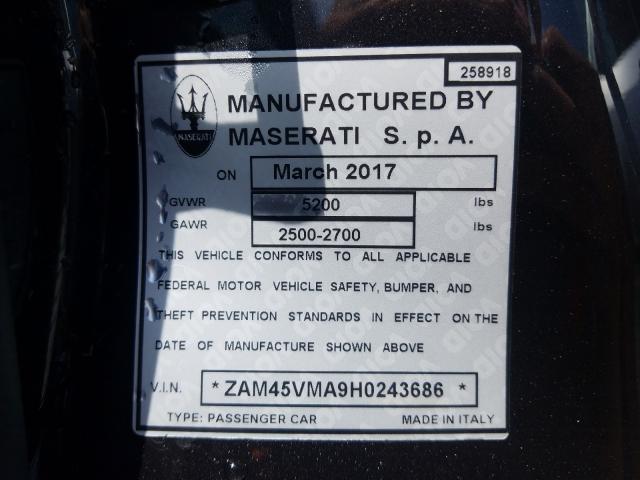 258918
MASERATI
MANUFACTURED BY
MASERATI S. p. A.
ON March 2017
GVWR 5200 lbs
GAWR 2500-2700 lbs
THIS VEHICLE CONFORMS TO ALL APPLICABLE
FEDERAL MOTOR VEHICLE SAFETY, BUMPER, AND
THEFT PREVENTION STANDARDS IN EFFECT ON THE
DATE OF MANUFACTURE SHOWN ABOVE
V.I.N. * ZAM45VMA9H0243686 *
TYPE: PASSENGER CAR MADE IN ITALY